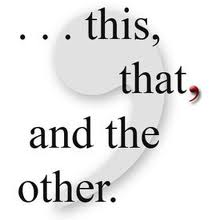 . . . this,
that,
and the
other.